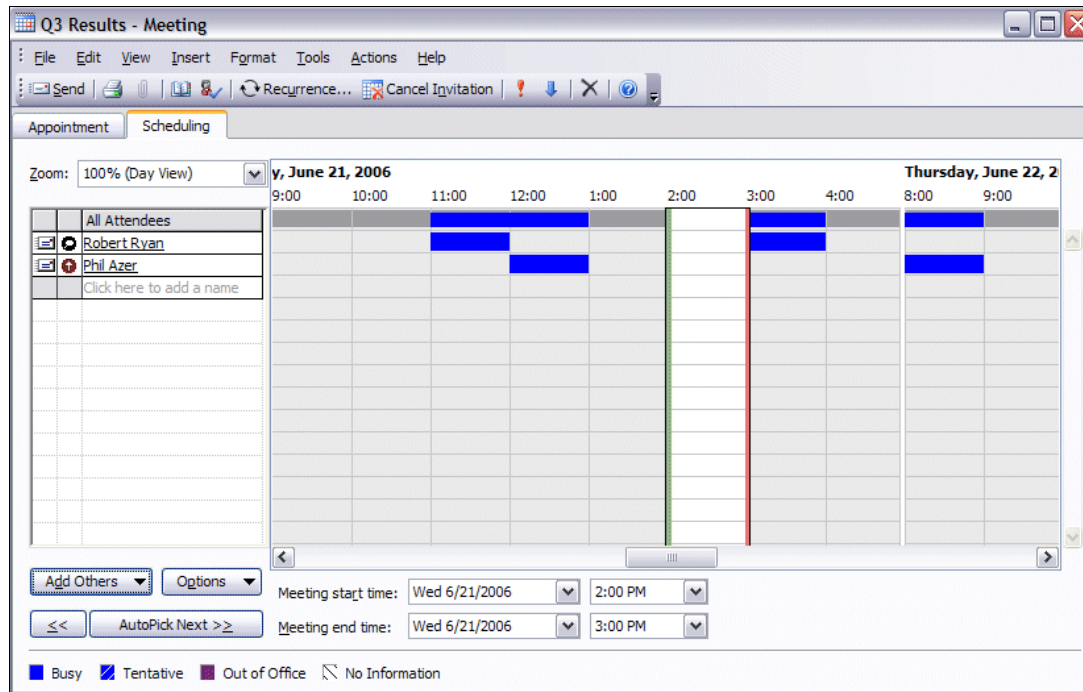 Q3 Results - Meeting
File Edit View Insert Format Tools Actions Help
Send Recurrence... Cancel Invitation
Appointment Scheduling
Zoom: 100% (Day View) y, June 21, 2006 Thursday, June 22, 2
9:00 10:00 11:00 12:00 1:00 2:00 3:00 4:00 8:00 9:00
All Attendees
Robert Ryan
Phil Azer
Click here to add a name
Add Others Options
Meeting start time: Wed 6/21/2006 2:00 PM
<< AutoPick Next >>
Meeting end time: Wed 6/21/2006 3:00 PM
Busy Tentative Out of Office No Information